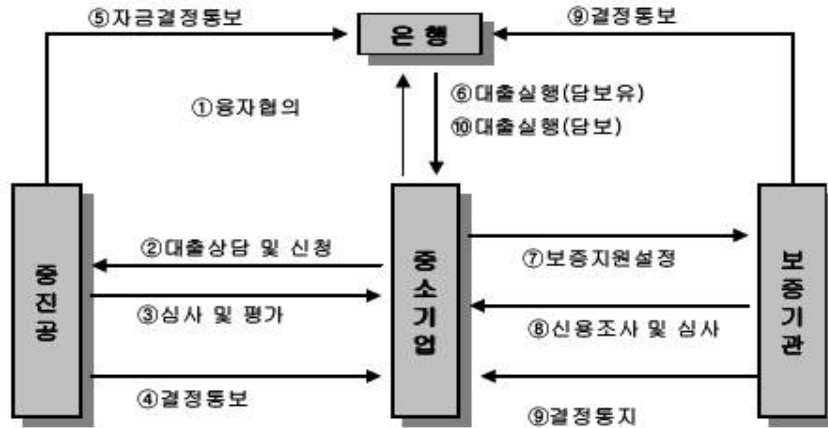 ⑤자금결정통보
은 행
⑨결정통보
①융자협의
⑥대출실행(담보유)
⑩대출실행(담보)
②대출상담 및 신청
⑦보증지원설정
중진공
중소기업
보증기관
③심사 및 평가
⑧신용조사 및 심사
④결정통보
⑨결정통지